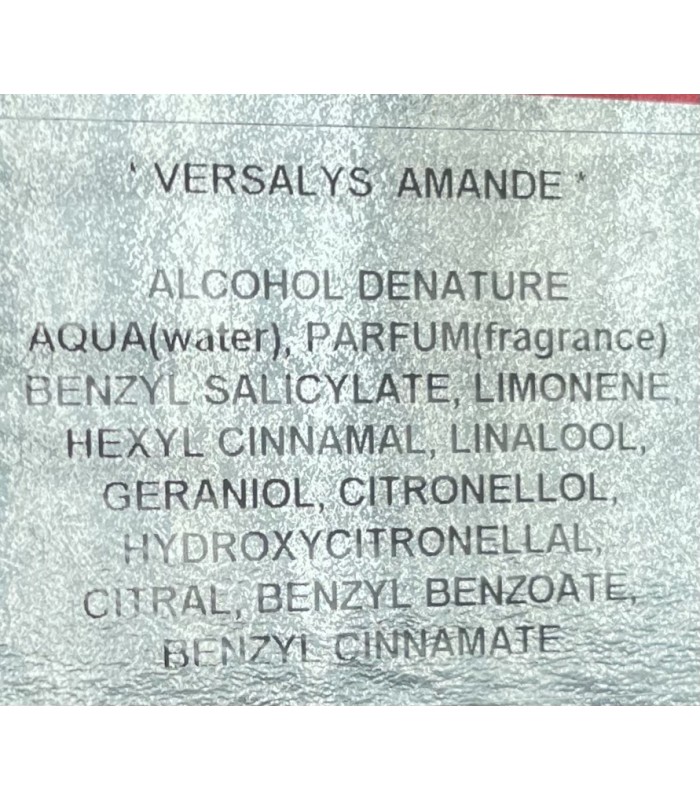 ' VERSALYS AMANDE *
ALCOHOL DENATURE
AQUA(water), PARFUM(fragrance)
BENZYL SALICYLATE, LIMONENE,
HEXYL CINNAMAL, LINALOOL,
GERANIOL, CITRONELLOL,
HYDROXYCITRONELLAL,
CITRAL, BENZYL BENZOATE,
BENZYL CINNAMATE